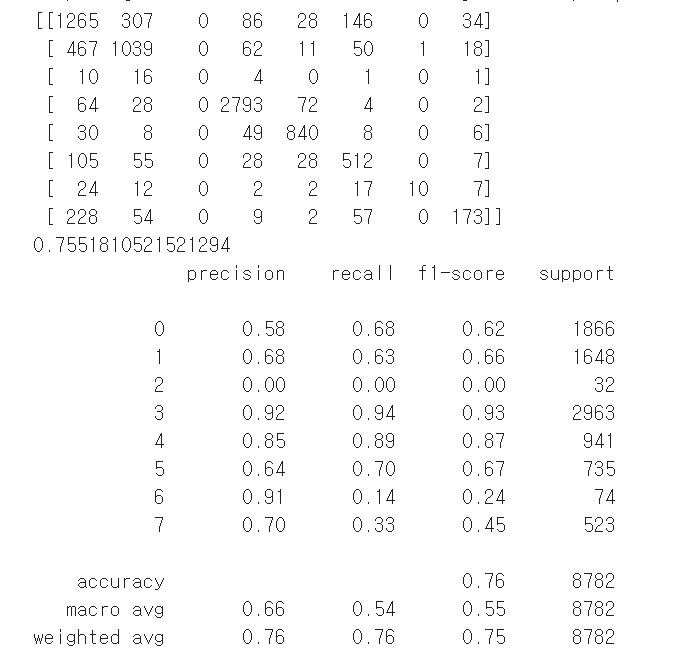 [[1265 307 0 86 28 146 0 34]
[ 467 1039 0 62 11 50 1 18]
[ 10 16 0 4 0 1 0 1]
[ 64 28 0 2793 72 4 0 2]
[ 30 8 0 49 840 8 0 6]
[ 105 55 0 28 28 512 0 7]
[ 24 12 0 2 2 17 10 7]
[ 228 54 0 9 2 57 0 173]]
0.7551810521521294
precision recall f1-score support
0 0.58 0.68 0.62 1866
1 0.68 0.63 0.66 1648
2 0.00 0.00 0.00 32
3 0.92 0.94 0.93 2963
4 0.85 0.89 0.87 941
5 0.64 0.70 0.67 735
6 0.91 0.14 0.24 74
7 0.70 0.33 0.45 523
accuracy 0.76 8782
macro avg 0.66 0.54 0.55 8782
weighted avg 0.76 0.76 0.75 8782